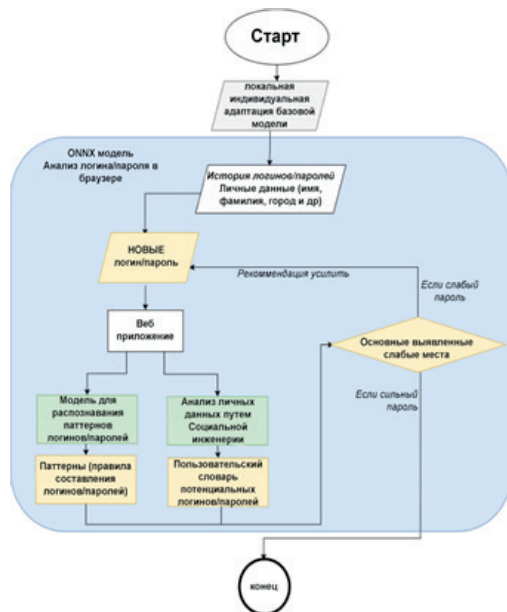 Старт
локальная
индивидуальная
адаптация базовой
модели
ONNX модель
Анализ логина/пароля в
браузере
История логинов/паролей
Личные данные (имя,
фамилия, город и др)
НОВЫЕ
логин/пароль
Рекомендация усилить
Если слабый
пароль
Веб
приложение
Основные выявленные
слабые места
Если сильный
пароль
Модель для
распознавания
паттернов
логинов/паролей
Анализ личных
данных путем
Социальной
инженерии
Паттерны (правила
составления
логинов/паролей)
Пользовательский
словарь
потенциальных
логинов/паролей
конец